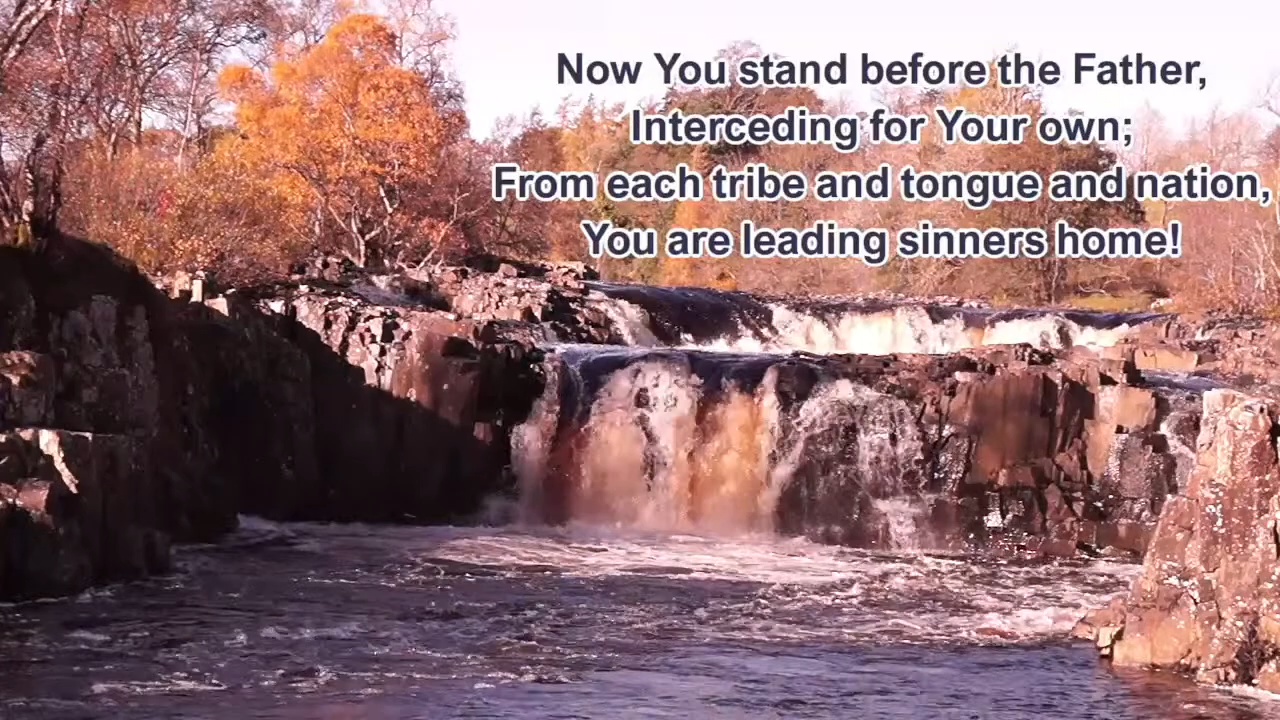 Now You stand before the Father,
Interceding for Your own;
From each tribe and tongue and nation,
You are leading sinners home!